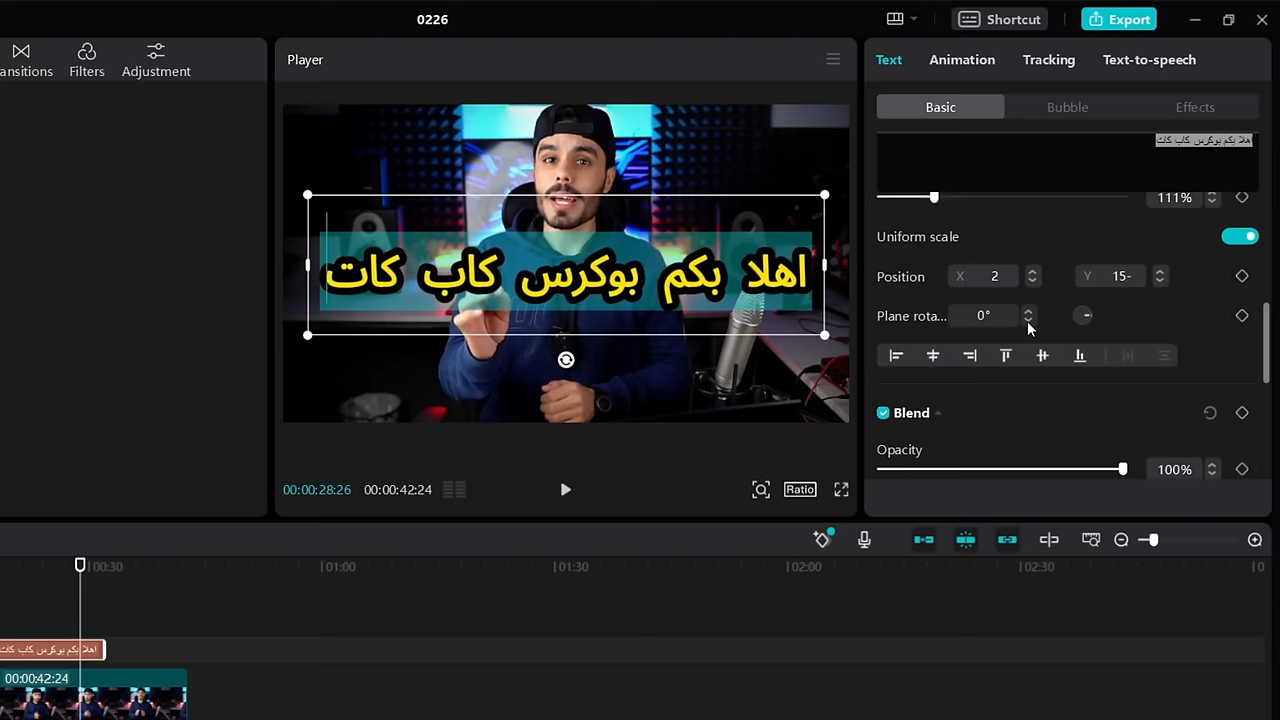 0226
Shortcut
Export
ansitions
Filters
Adjustment
Player
Text
Animation
Tracking
Text-to-speech
Basic
Bubble
Effects
اهلا بكم بوكرس كاب كات
111%
Uniform scale
Position
X 2
Y 15-
Plane rota...
0°
اهلا بكم بوكرس كاب كات
Blend
Opacity
100%
00:00:28:26
00:00:42:24
Ratio
00:30
01:00
01:30
02:00
02:30
0
اهلا بكم بوكرس كاب كات
00:00:42:24